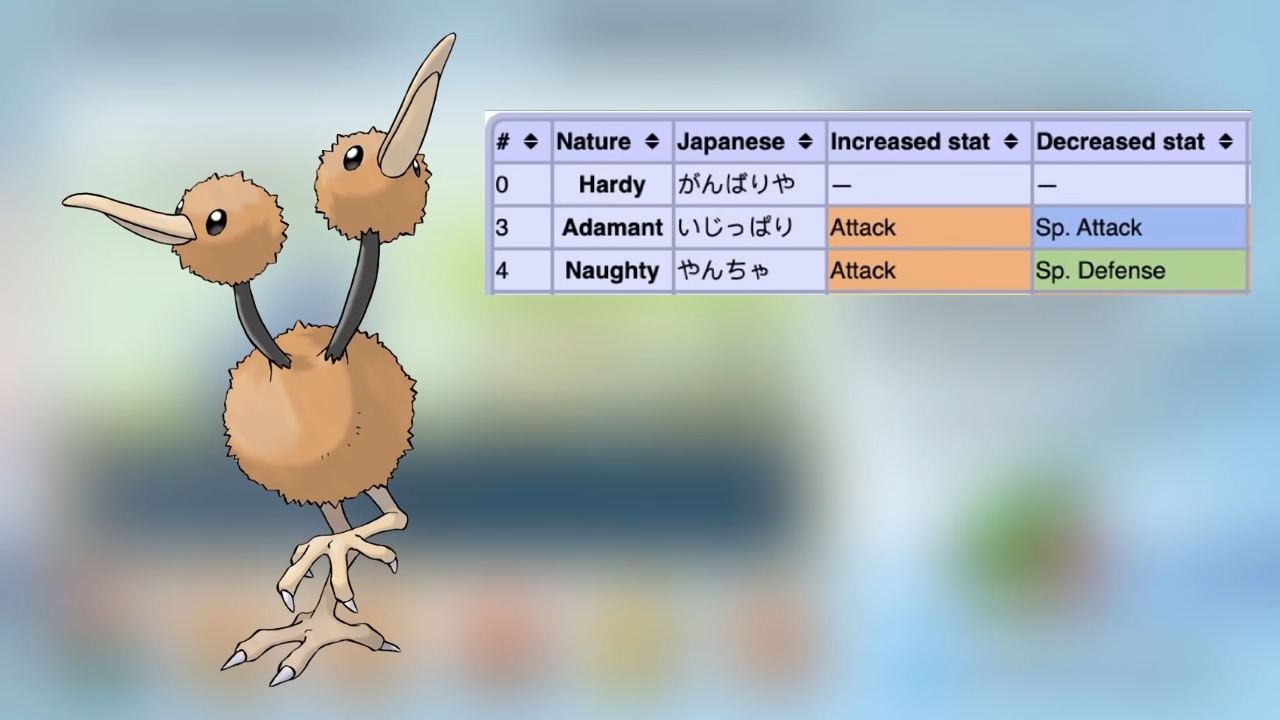 # Nature Japanese Increased stat Decreased stat
0 Hardy がんばりや — —
3 Adamant いじっぱり Attack Sp. Attack
4 Naughty やんちゃ Attack Sp. Defense